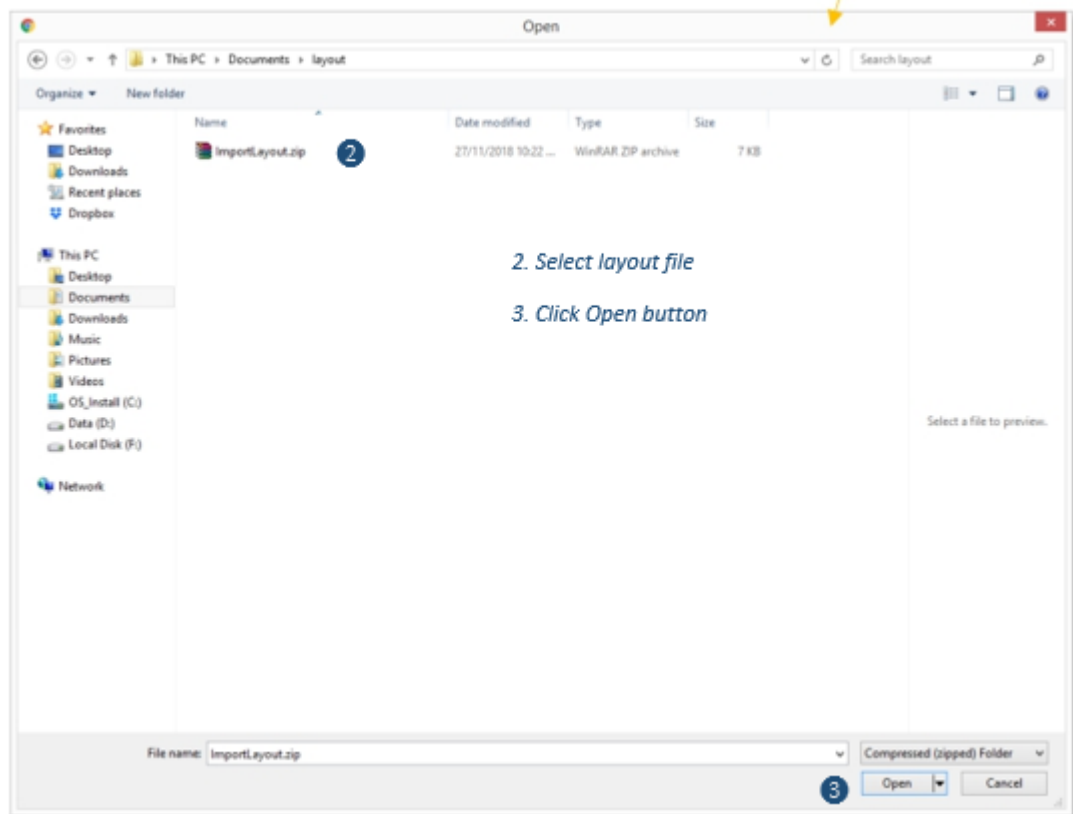 Open
This PC Documents layout
Search layout
Organize New folder
Name Date modified Type Size
ImportLayout.zip 2 27/11/2018 10:22 ... WinRAR ZIP archive 7 KB
Favorites
Desktop
Downloads
Recent places
Dropbox
This PC
Desktop
Documents
Downloads
Music
Pictures
Videos
OS_Install (C:)
Data (D:)
Local Disk (F:)
Network
2. Select layout file
3. Click Open button
Select a file to preview.
File name: ImportLayout.zip Compressed (zipped) Folder
3 Open Cancel